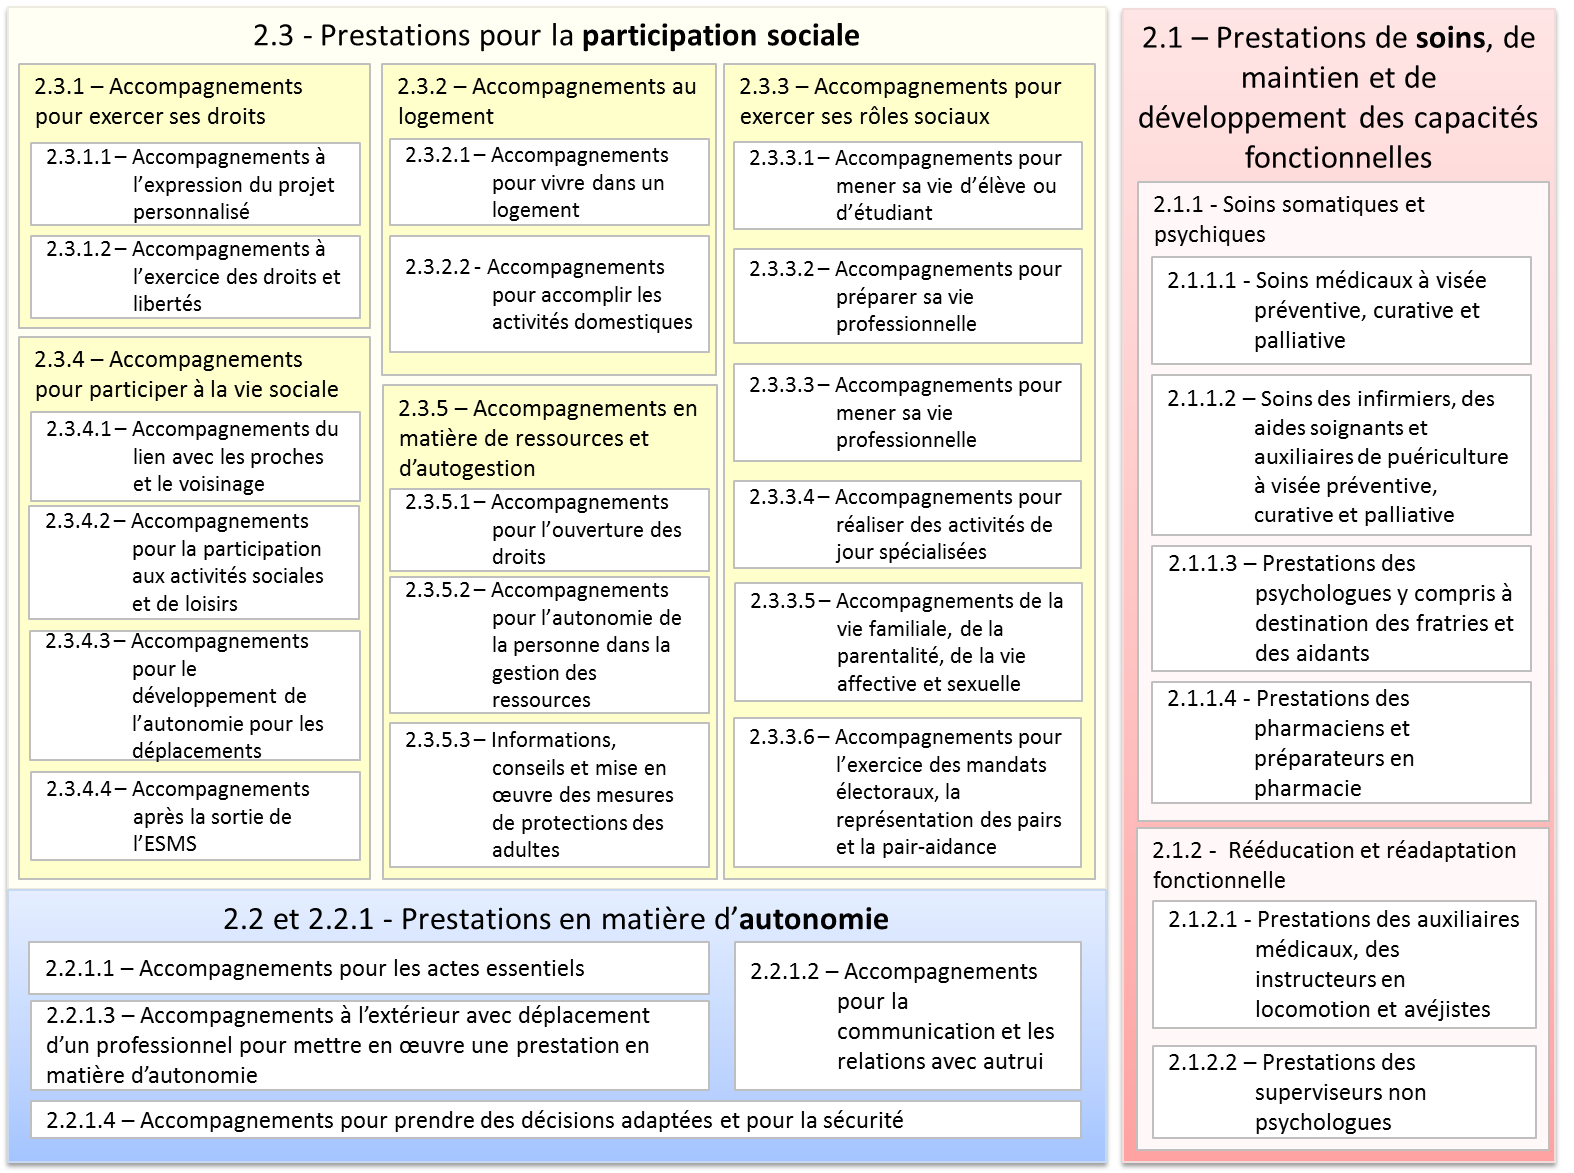 2.3 - Prestations pour la participation sociale
2.3.1 – Accompagnements
pour exercer ses droits
2.3.1.1 – Accompagnements à
l’expression du projet
personnalisé
2.3.1.2 – Accompagnements à
l’exercice des droits et
libertés
2.3.4 – Accompagnements
pour participer à la vie sociale
2.3.4.1 – Accompagnements du
lien avec les proches
et le voisinage
2.3.4.2 – Accompagnements
pour la participation
aux activités sociales
et de loisirs
2.3.4.3 – Accompagnements
pour le
développement de
l’autonomie pour les
déplacements
2.3.4.4 – Accompagnements
après la sortie de
l’ESMS
2.3.2 – Accompagnements au
logement
2.3.2.1 – Accompagnements
pour vivre dans un
logement
2.3.2.2 - Accompagnements
pour accomplir les
activités domestiques
2.3.5 – Accompagnements en
matière de ressources et
d’autogestion
2.3.5.1 – Accompagnements
pour l’ouverture des
droits
2.3.5.2 – Accompagnements
pour l’autonomie de
la personne dans la
gestion des
ressources
2.3.5.3 – Informations,
conseils et mise en
œuvre des mesures
de protections des
adultes
2.3.3 – Accompagnements pour
exercer ses rôles sociaux
2.3.3.1 – Accompagnements pour
mener sa vie d’élève ou
d’étudiant
2.3.3.2 – Accompagnements pour
préparer sa vie
professionnelle
2.3.3.3 – Accompagnements pour
mener sa vie
professionnelle
2.3.3.4 – Accompagnements pour
réaliser des activités de
jour spécialisées
2.3.3.5 – Accompagnements de la
vie familiale, de la
parentalité, de la vie
affective et sexuelle
2.3.3.6 – Accompagnements pour
l’exercice des mandats
électoraux, la
représentation des pairs
et la pair-aidance
2.2 et 2.2.1 - Prestations en matière d’autonomie
2.2.1.1 – Accompagnements pour les actes essentiels
2.2.1.3 – Accompagnements à l’extérieur avec déplacement
d’un professionnel pour mettre en œuvre une prestation en
matière d’autonomie
2.2.1.2 – Accompagnements
pour la
communication et les
relations avec autrui
2.2.1.4 – Accompagnements pour prendre des décisions adaptées et pour la sécurité
2.1 – Prestations de soins, de
maintien et de
développement des capacités
fonctionnelles
2.1.1 - Soins somatiques et
psychiques
2.1.1.1 - Soins médicaux à visée
préventive, curative et
palliative
2.1.1.2 – Soins des infirmiers, des
aides soignants et
auxiliaires de puériculture
à visée préventive,
curative et palliative
2.1.1.3 – Prestations des
psychologues y compris à
destination des fratries et
des aidants
2.1.1.4 - Prestations des
pharmaciens et
préparateurs en
pharmacie
2.1.2 - Rééducation et réadaptation
fonctionnelle
2.1.2.1 - Prestations des auxiliaires
médicaux, des
instructeurs en
locomotion et avéjistes
2.1.2.2 – Prestations des
superviseurs non
psychologues